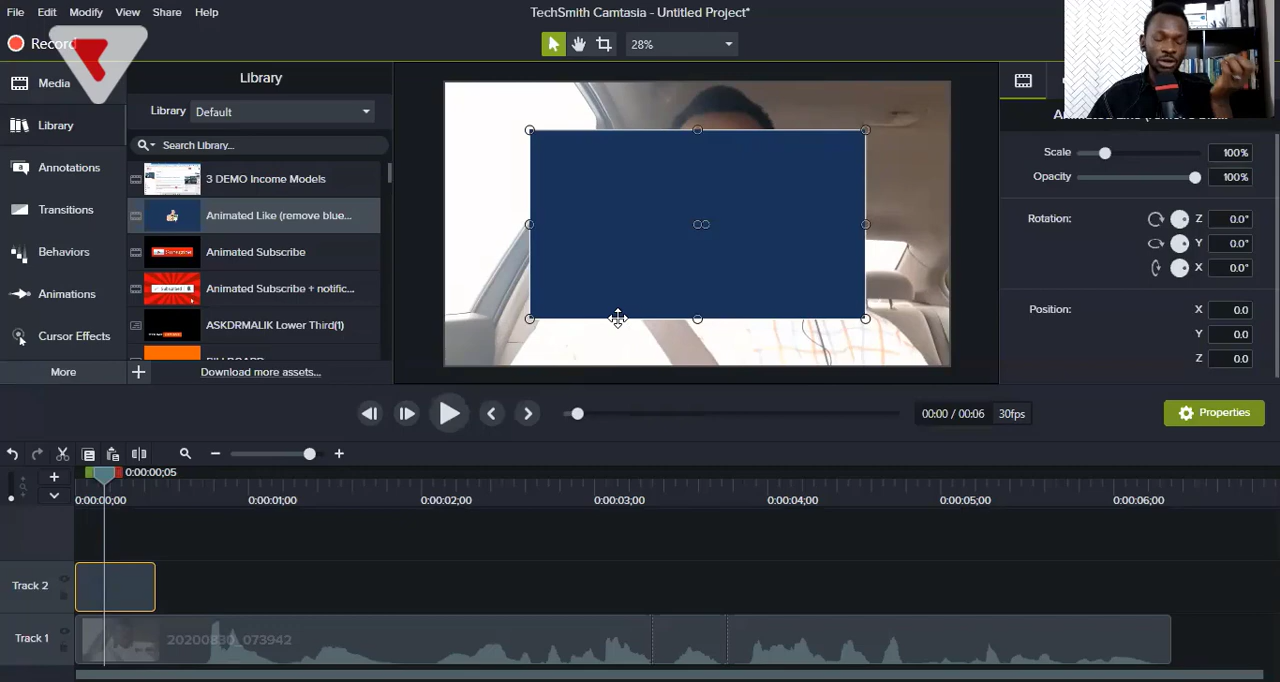 File Edit Modify View Share Help TechSmith Camtasia - Untitled Project*
Record 28%
Media
Library
Annotations
Transitions
Behaviors
Animations
Cursor Effects
More
Library
Library Default
Search Library...
3 DEMO Income Models
Animated Like (remove blue...
Animated Subscribe
Animated Subscribe + notific...
ASKDRMALIK Lower Third(1)
Download more assets...
Scale 100%
Opacity 100%
Rotation: Z 0.0°
Y 0.0°
X 0.0°
Position: X 0.0
Y 0.0
Z 0.0
00:00 / 00:06 30fps
Properties
0:00:00;05
0:00:00;00 0:00:01;00 0:00:02;00 0:00:03;00 0:00:04;00 0:00:05;00 0:00:06;00
Track 2
Track 1 20200830_073942